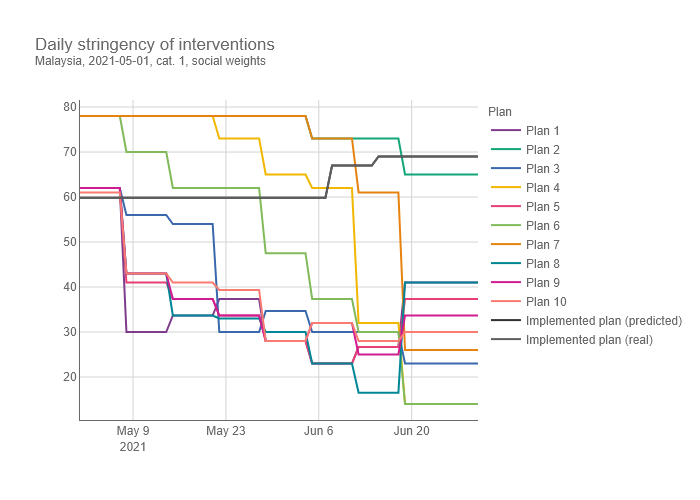 Daily stringency of interventions
Malaysia, 2021-05-01, cat. 1, social weights
80
70
60
50
40
30
20
May 9
2021
May 23
Jun 6
Jun 20
Plan
Plan 1
Plan 2
Plan 3
Plan 4
Plan 5
Plan 6
Plan 7
Plan 8
Plan 9
Plan 10
Implemented plan (predicted)
Implemented plan (real)